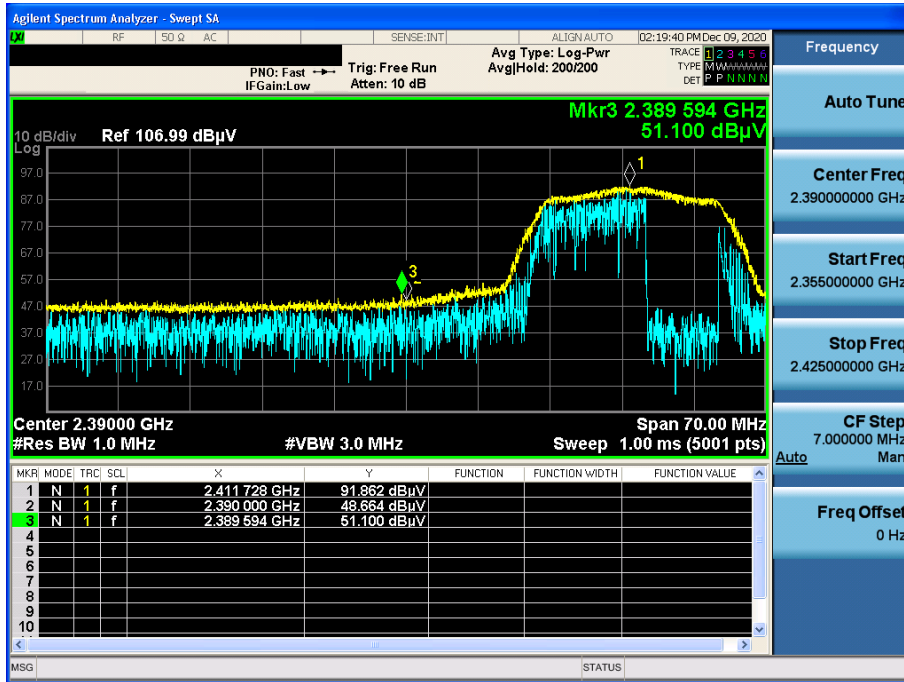 Agilent Spectrum Analyzer - Swept SA
LXI RF 50 Ω AC SENSE:INT ALIGNAUTO 02:19:40 PM Dec 09, 2020
PNO: Fast
IFGain:Low
Trig: Free Run
Atten: 10 dB
Avg Type: Log-Pwr
Avg|Hold: 200/200
TRACE 1 2 3 4 5 6
TYPE MWWWWW
DET P P N N N N
Mkr3 2.389 594 GHz
51.100 dBµV
10 dB/div Ref 106.99 dBµV
Log
97.0
87.0
77.0
67.0
57.0
47.0
37.0
27.0
17.0
1
3
2
Center 2.39000 GHz Span 70.00 MHz
#Res BW 1.0 MHz #VBW 3.0 MHz Sweep 1.00 ms (5001 pts)
MKR MODE TRC SCL X Y FUNCTION FUNCTION WIDTH FUNCTION VALUE
1 N 1 f 2.411 728 GHz 91.862 dBµV
2 N 1 f 2.390 000 GHz 48.664 dBµV
3 N 1 f 2.389 594 GHz 51.100 dBµV
4
5
6
7
8
9
10
MSG STATUS
Frequency
Auto Tune
Center Freq
2.390000000 GHz
Start Freq
2.355000000 GHz
Stop Freq
2.425000000 GHz
CF Step
7.000000 MHz
Auto Man
Freq Offset
0 Hz